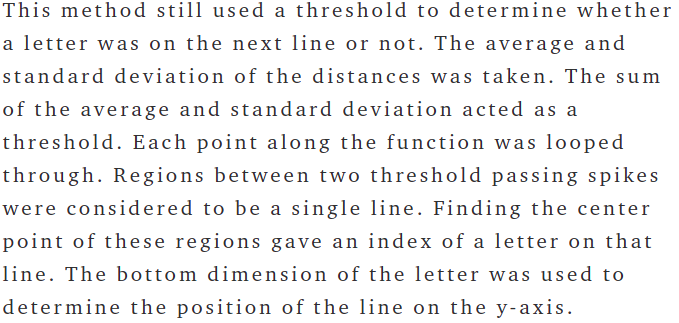 This method still used a threshold to determine whether
a letter was on the next line or not. The average and
standard deviation of the distances was taken. The sum
of the average and standard deviation acted as a
threshold. Each point along the function was looped
through. Regions between two threshold passing spikes
were considered to be a single line. Finding the center
point of these regions gave an index of a letter on that
line. The bottom dimension of the letter was used to
determine the position of the line on the y-axis.